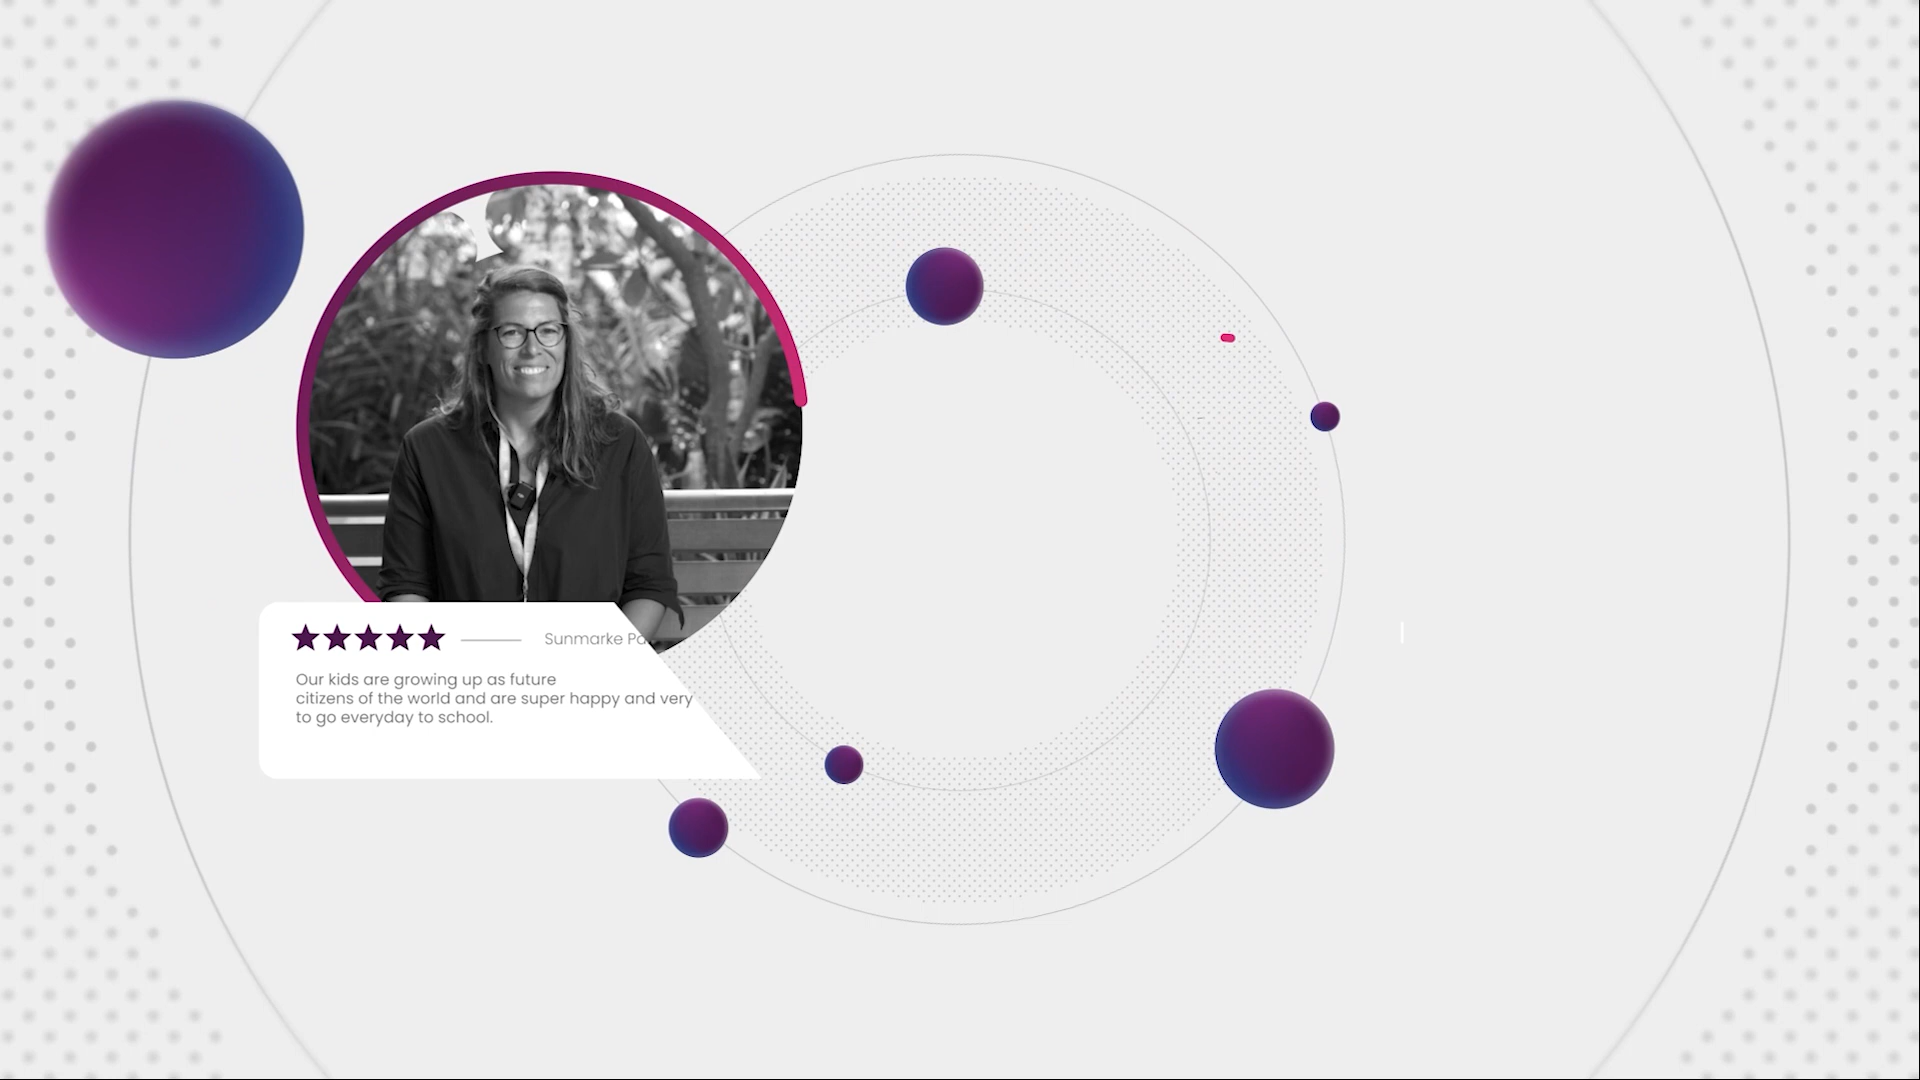 Sunmarke
Our kids are growing up as future
citizens of the world and are super happy and very
to go everyday to school.